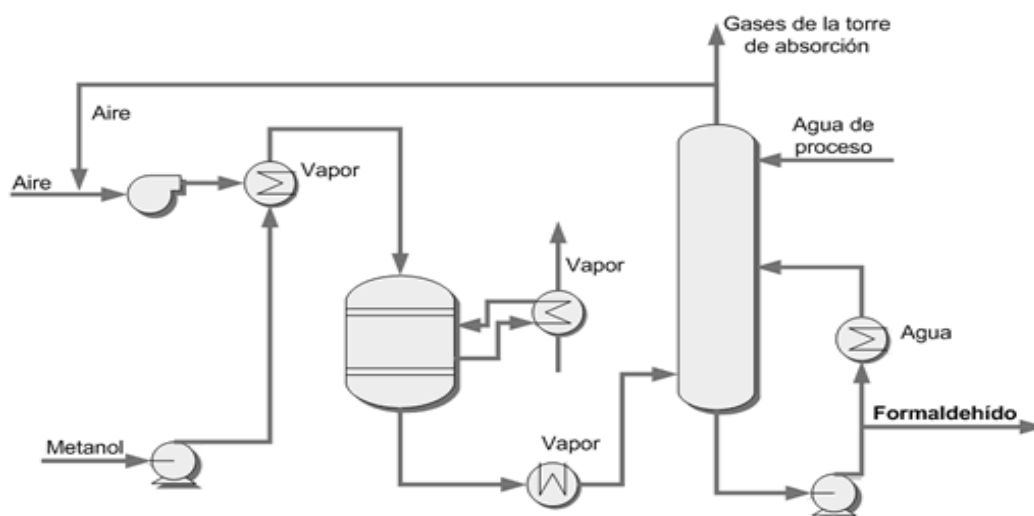 Gases de la torre
de absorción
Aire
Agua de
proceso
Aire
Vapor
Vapor
Agua
Formaldehído
Metanol
Vapor